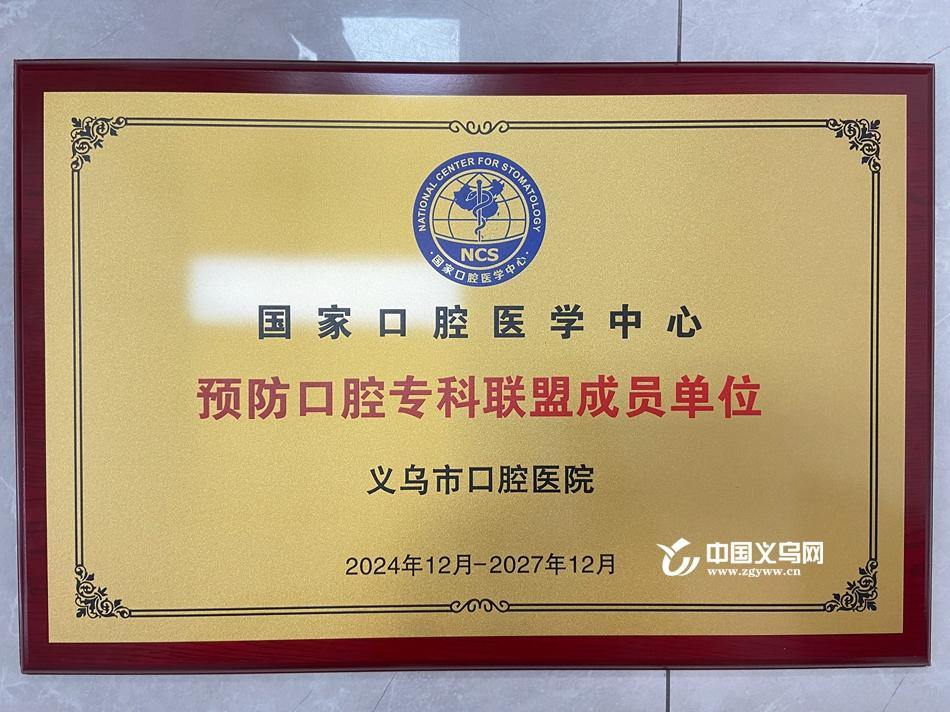 NATIONAL CENTER FOR STOMATOLOGY
NCS
·国家口腔医学中心·
国家口腔医学中心
预防口腔专科联盟成员单位
义乌市口腔医院
2024年12月-2027年12月
中国义乌网
www.zgyww.cn